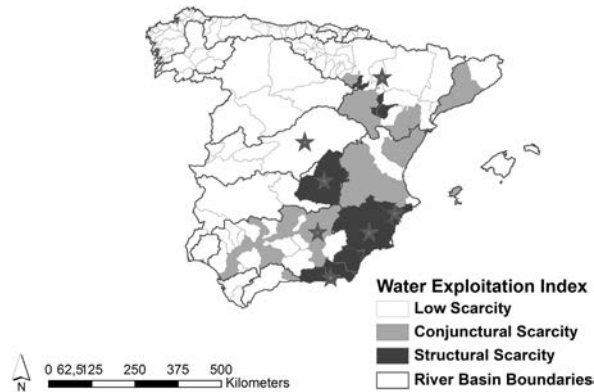 Water Exploitation Index
Low Scarcity
Conjunctural Scarcity
Structural Scarcity
River Basin Boundaries
N
0 62,5125 250 375 500
Kilometers